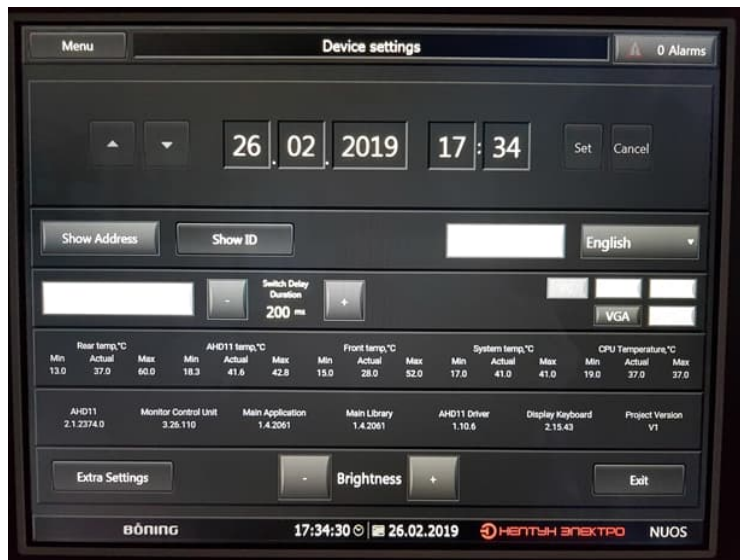 Menu Device settings 0 Alarms
26 . 02 . 2019 17 : 34 Set Cancel
Show Address Show ID English
Switch Delay
Duration
- 200 ms +
VGA
Rear temp,°C AHD11 temp,°C Front temp,°C System temp,°C CPU Temperature,°C
Min Actual Max Min Actual Max Min Actual Max Min Actual Max Min Actual Max
13.0 37.0 60.0 18.3 41.6 42.8 15.0 28.0 52.0 17.0 41.0 41.0 19.0 37.0 37.0
AHD11 Monitor Control Unit Main Application Main Library AHD11 Driver Display Keyboard Project Version
2.1.2374.0 3.26.110 1.4.2061 1.4.2061 1.10.6 2.15.43 V1
Extra Settings - Brightness + Exit
BÖNING 17:34:30 26.02.2019 НЕПТУН ЭЛЕКТРО NUOS